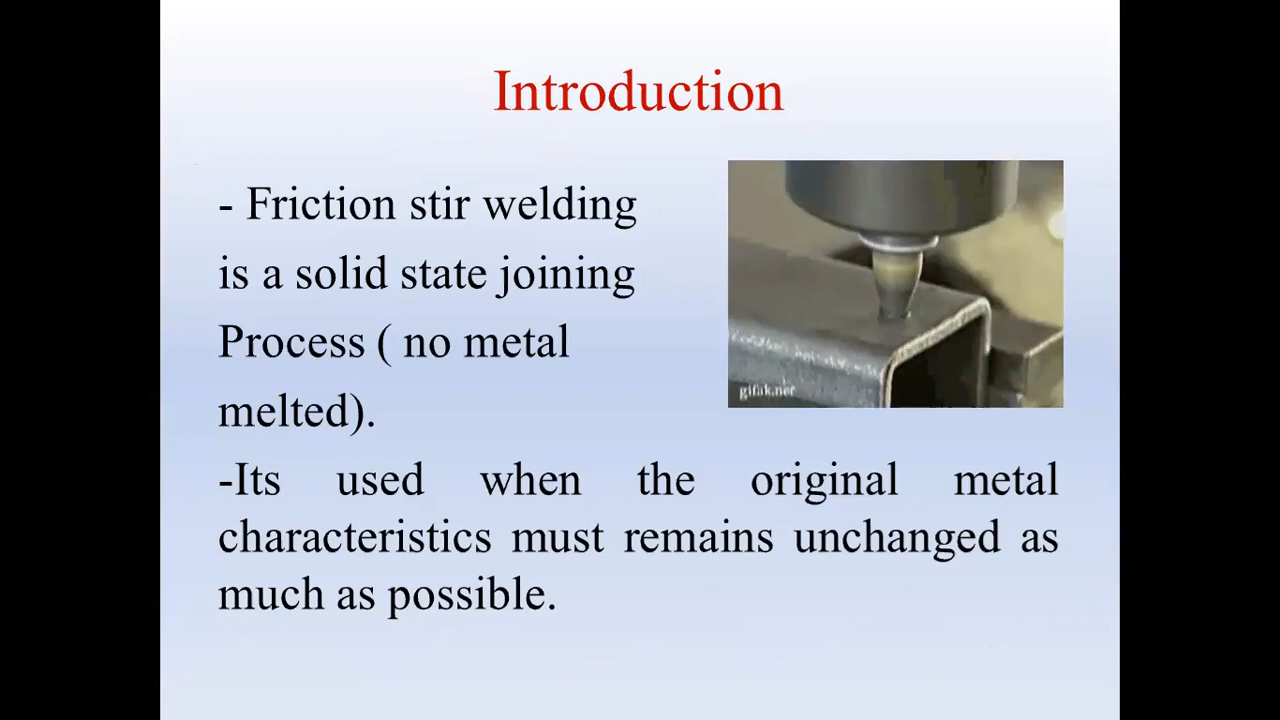 Introduction
- Friction stir welding
is a solid state joining
Process ( no metal
melted).
gifak.net
-Its used when the original metal
characteristics must remains unchanged as
much as possible.